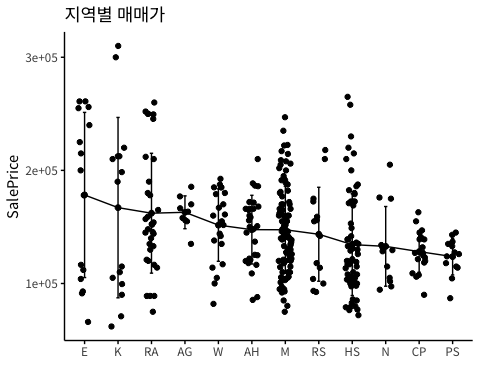 지역별 매매가
SalePrice
3e+05
2e+05
1e+05
E K RA AG W AH M RS HS N CP PS